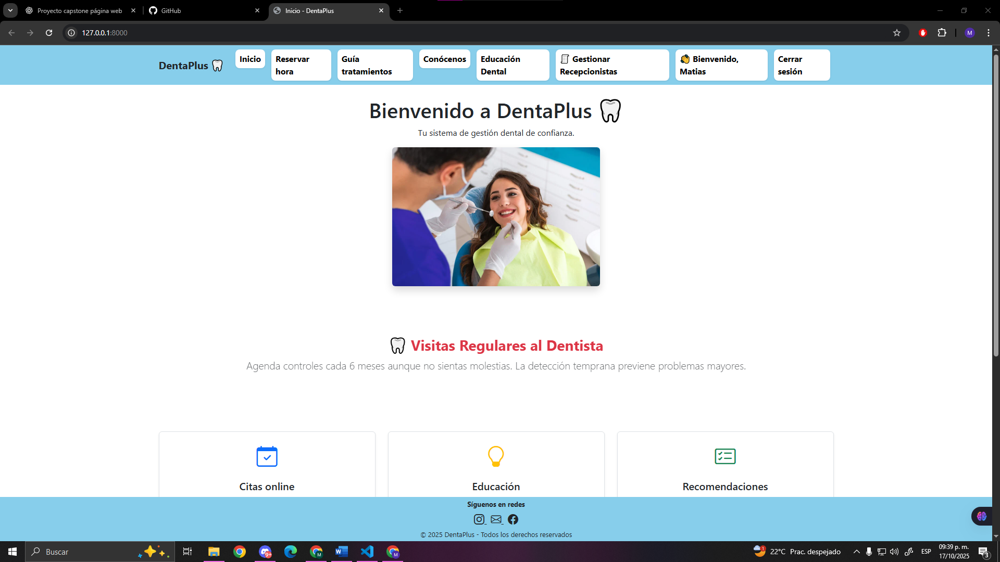 Proyecto capstone página web
GitHub
Inicio - DentaPlus
127.0.0.1:8000
M
DentaPlus
Inicio
Reservar
hora
Guía
tratamientos
Conócenos
Educación
Dental
Gestionar
Recepcionistas
Bienvenido,
Matias
Cerrar
sesión
Bienvenido a DentaPlus
Tu sistema de gestión dental de confianza.
Visitas Regulares al Dentista
Agenda controles cada 6 meses aunque no sientas molestias. La detección temprana previene problemas mayores.
Citas online
Educación
Recomendaciones
Síguenos en redes
© 2025 DentaPlus - Todos los derechos reservados
Buscar
9+
M
W
M
1
22°C Prac. despejado
ESP
09:39 p. m.
17/10/2025
3